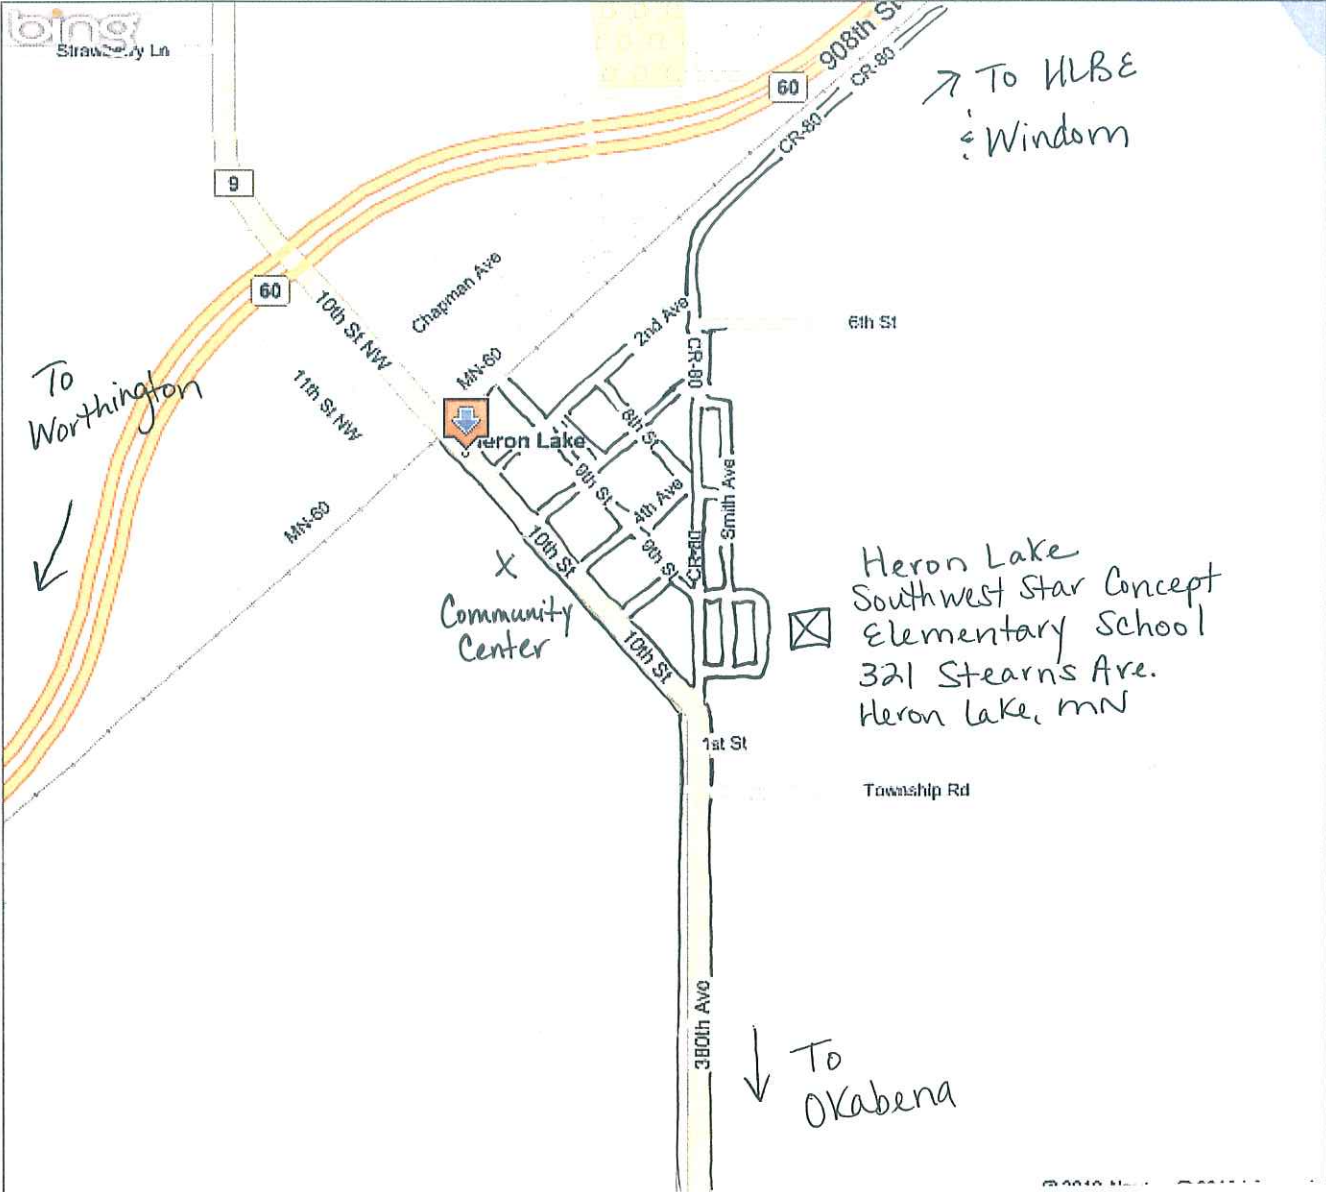 bing
Strawberry Ln
908th St
CR-80
60
To HLBE
& Windom
CR-80
9
60
10th St NW
Chapman Ave
2nd Ave
6th St
CR-80
MN-60
To
Worthington
11th St NW
8th St
eron Lake
9th St
4th Ave
Smith Ave
MN-60
10th St
9th St
CR-80
X
Community
Center
Heron Lake
Southwest Star Concept
Elementary School
321 Stearns Ave.
Heron Lake, MN
10th St
1st St
Township Rd
380th Ave
To
Okabena